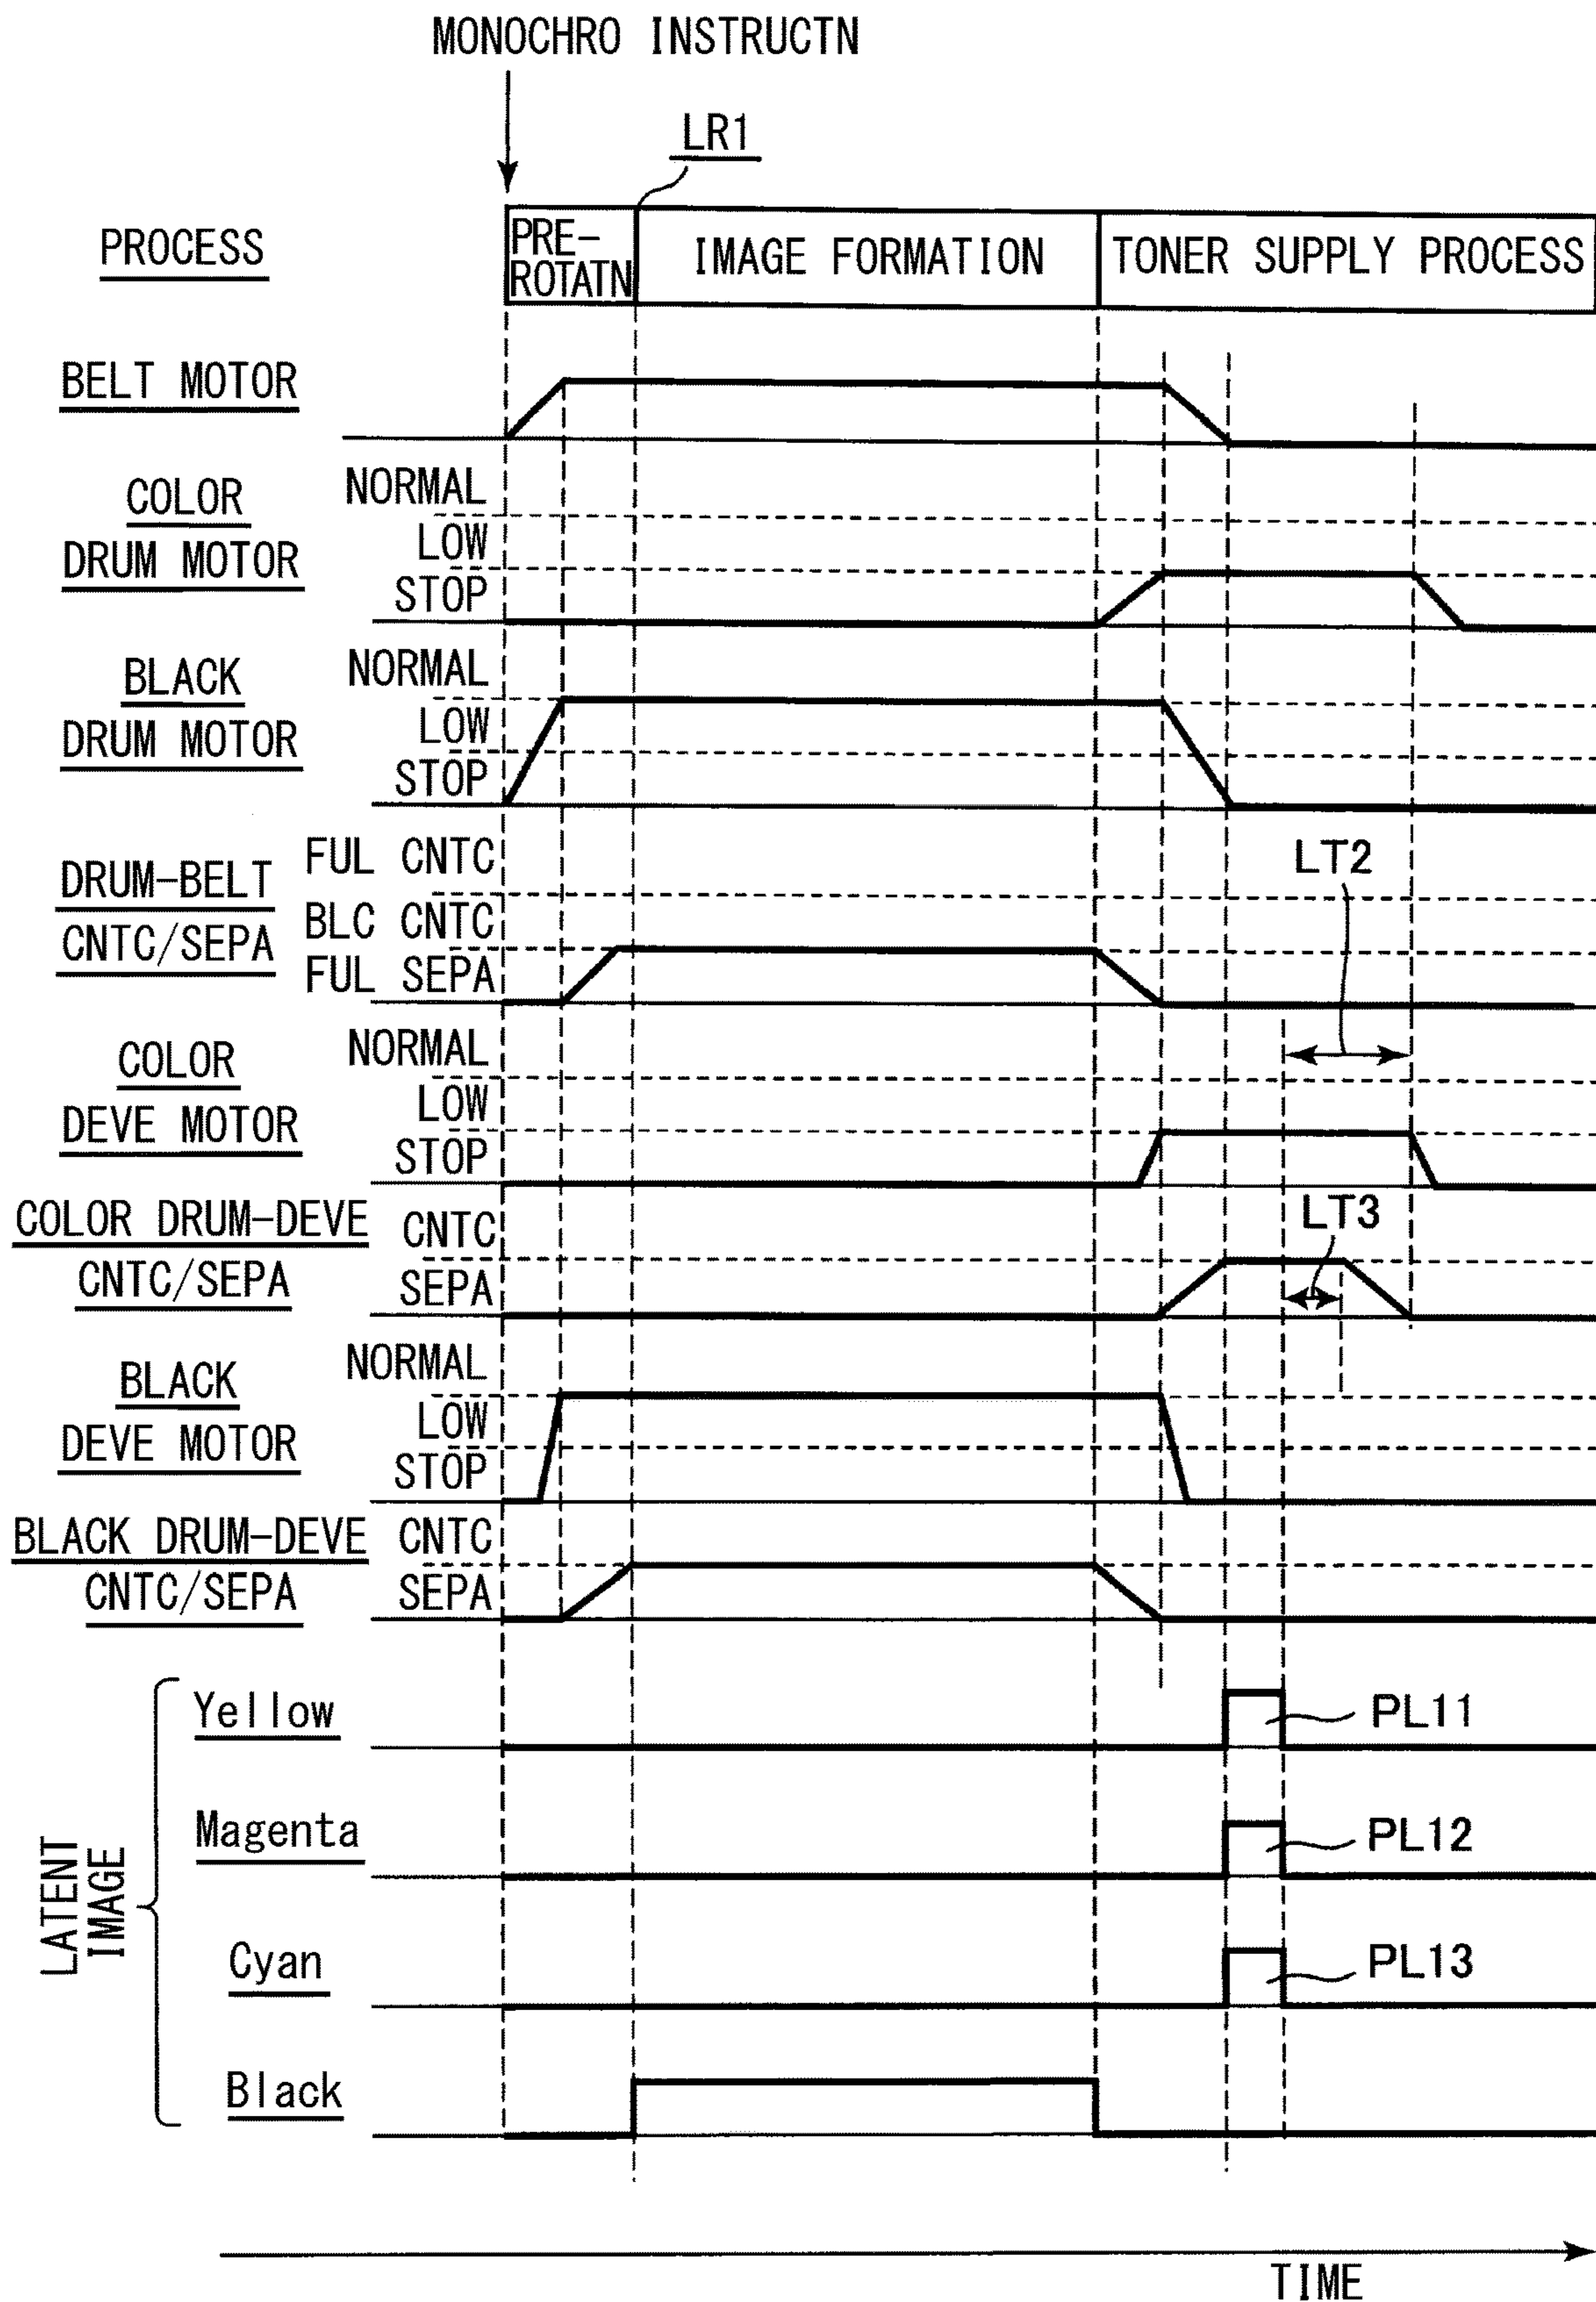 MONOCHRO INSTRUCTN
LR1
PROCESS
PRE-
ROTATN
IMAGE FORMATION
TONER SUPPLY PROCESS
BELT MOTOR
COLOR
DRUM MOTOR
NORMAL
LOW
STOP
BLACK
DRUM MOTOR
NORMAL
LOW
STOP
DRUM-BELT
CNTC/SEPA
FUL CNTC
BLC CNTC
FUL SEPA
LT2
COLOR
DEVE MOTOR
NORMAL
LOW
STOP
COLOR DRUM-DEVE
CNTC/SEPA
CNTC
SEPA
LT3
BLACK
DEVE MOTOR
NORMAL
LOW
STOP
BLACK DRUM-DEVE
CNTC/SEPA
CNTC
SEPA
LATENT
IMAGE
Yellow
PL11
Magenta
PL12
Cyan
PL13
Black
TIME